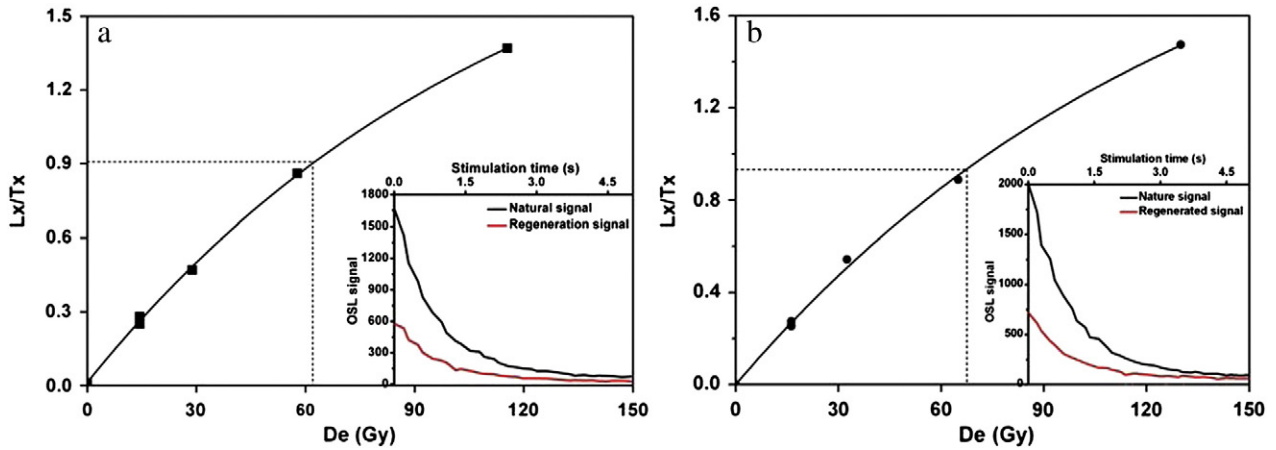 a
1.5
1.2
0.9
0.6
0.3
0.0
Lx/Tx
0 30 60 90 120 150
De (Gy)
Stimulation time (s)
0.0 1.5 3.0 4.5
1800
1500
1200
900
600
300
0
OSL signal
Natural signal
Regeneration signal
b
1.6
1.2
0.8
0.4
0.0
Lx/Tx
0 30 60 90 120 150
De (Gy)
Stimulation time (s)
0.0 1.5 3.0 4.5
2000
1750
1500
1250
1000
750
500
250
0
OSL signal
Nature signal
Regenerated signal